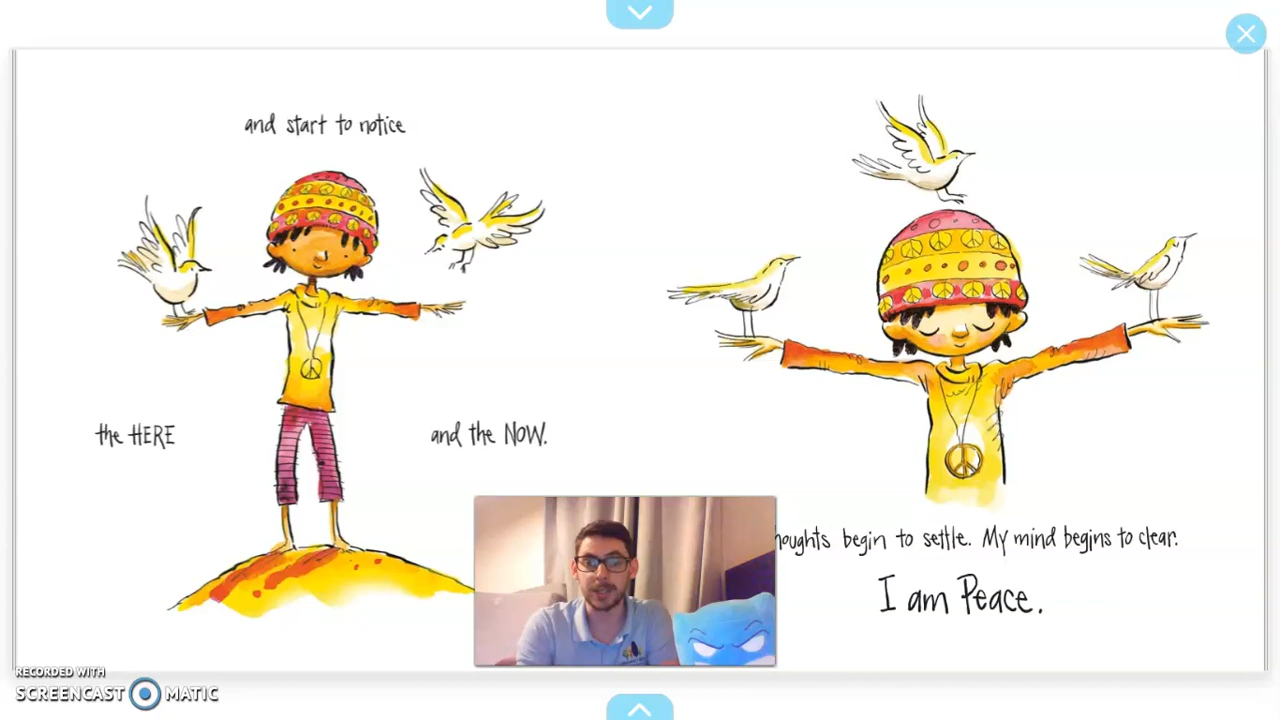 and start to notice
the HERE
and the NOW.
begin to settle. My mind begins to clear.
I am Peace.
RECORDED WITH
SCREENCAST MATIC